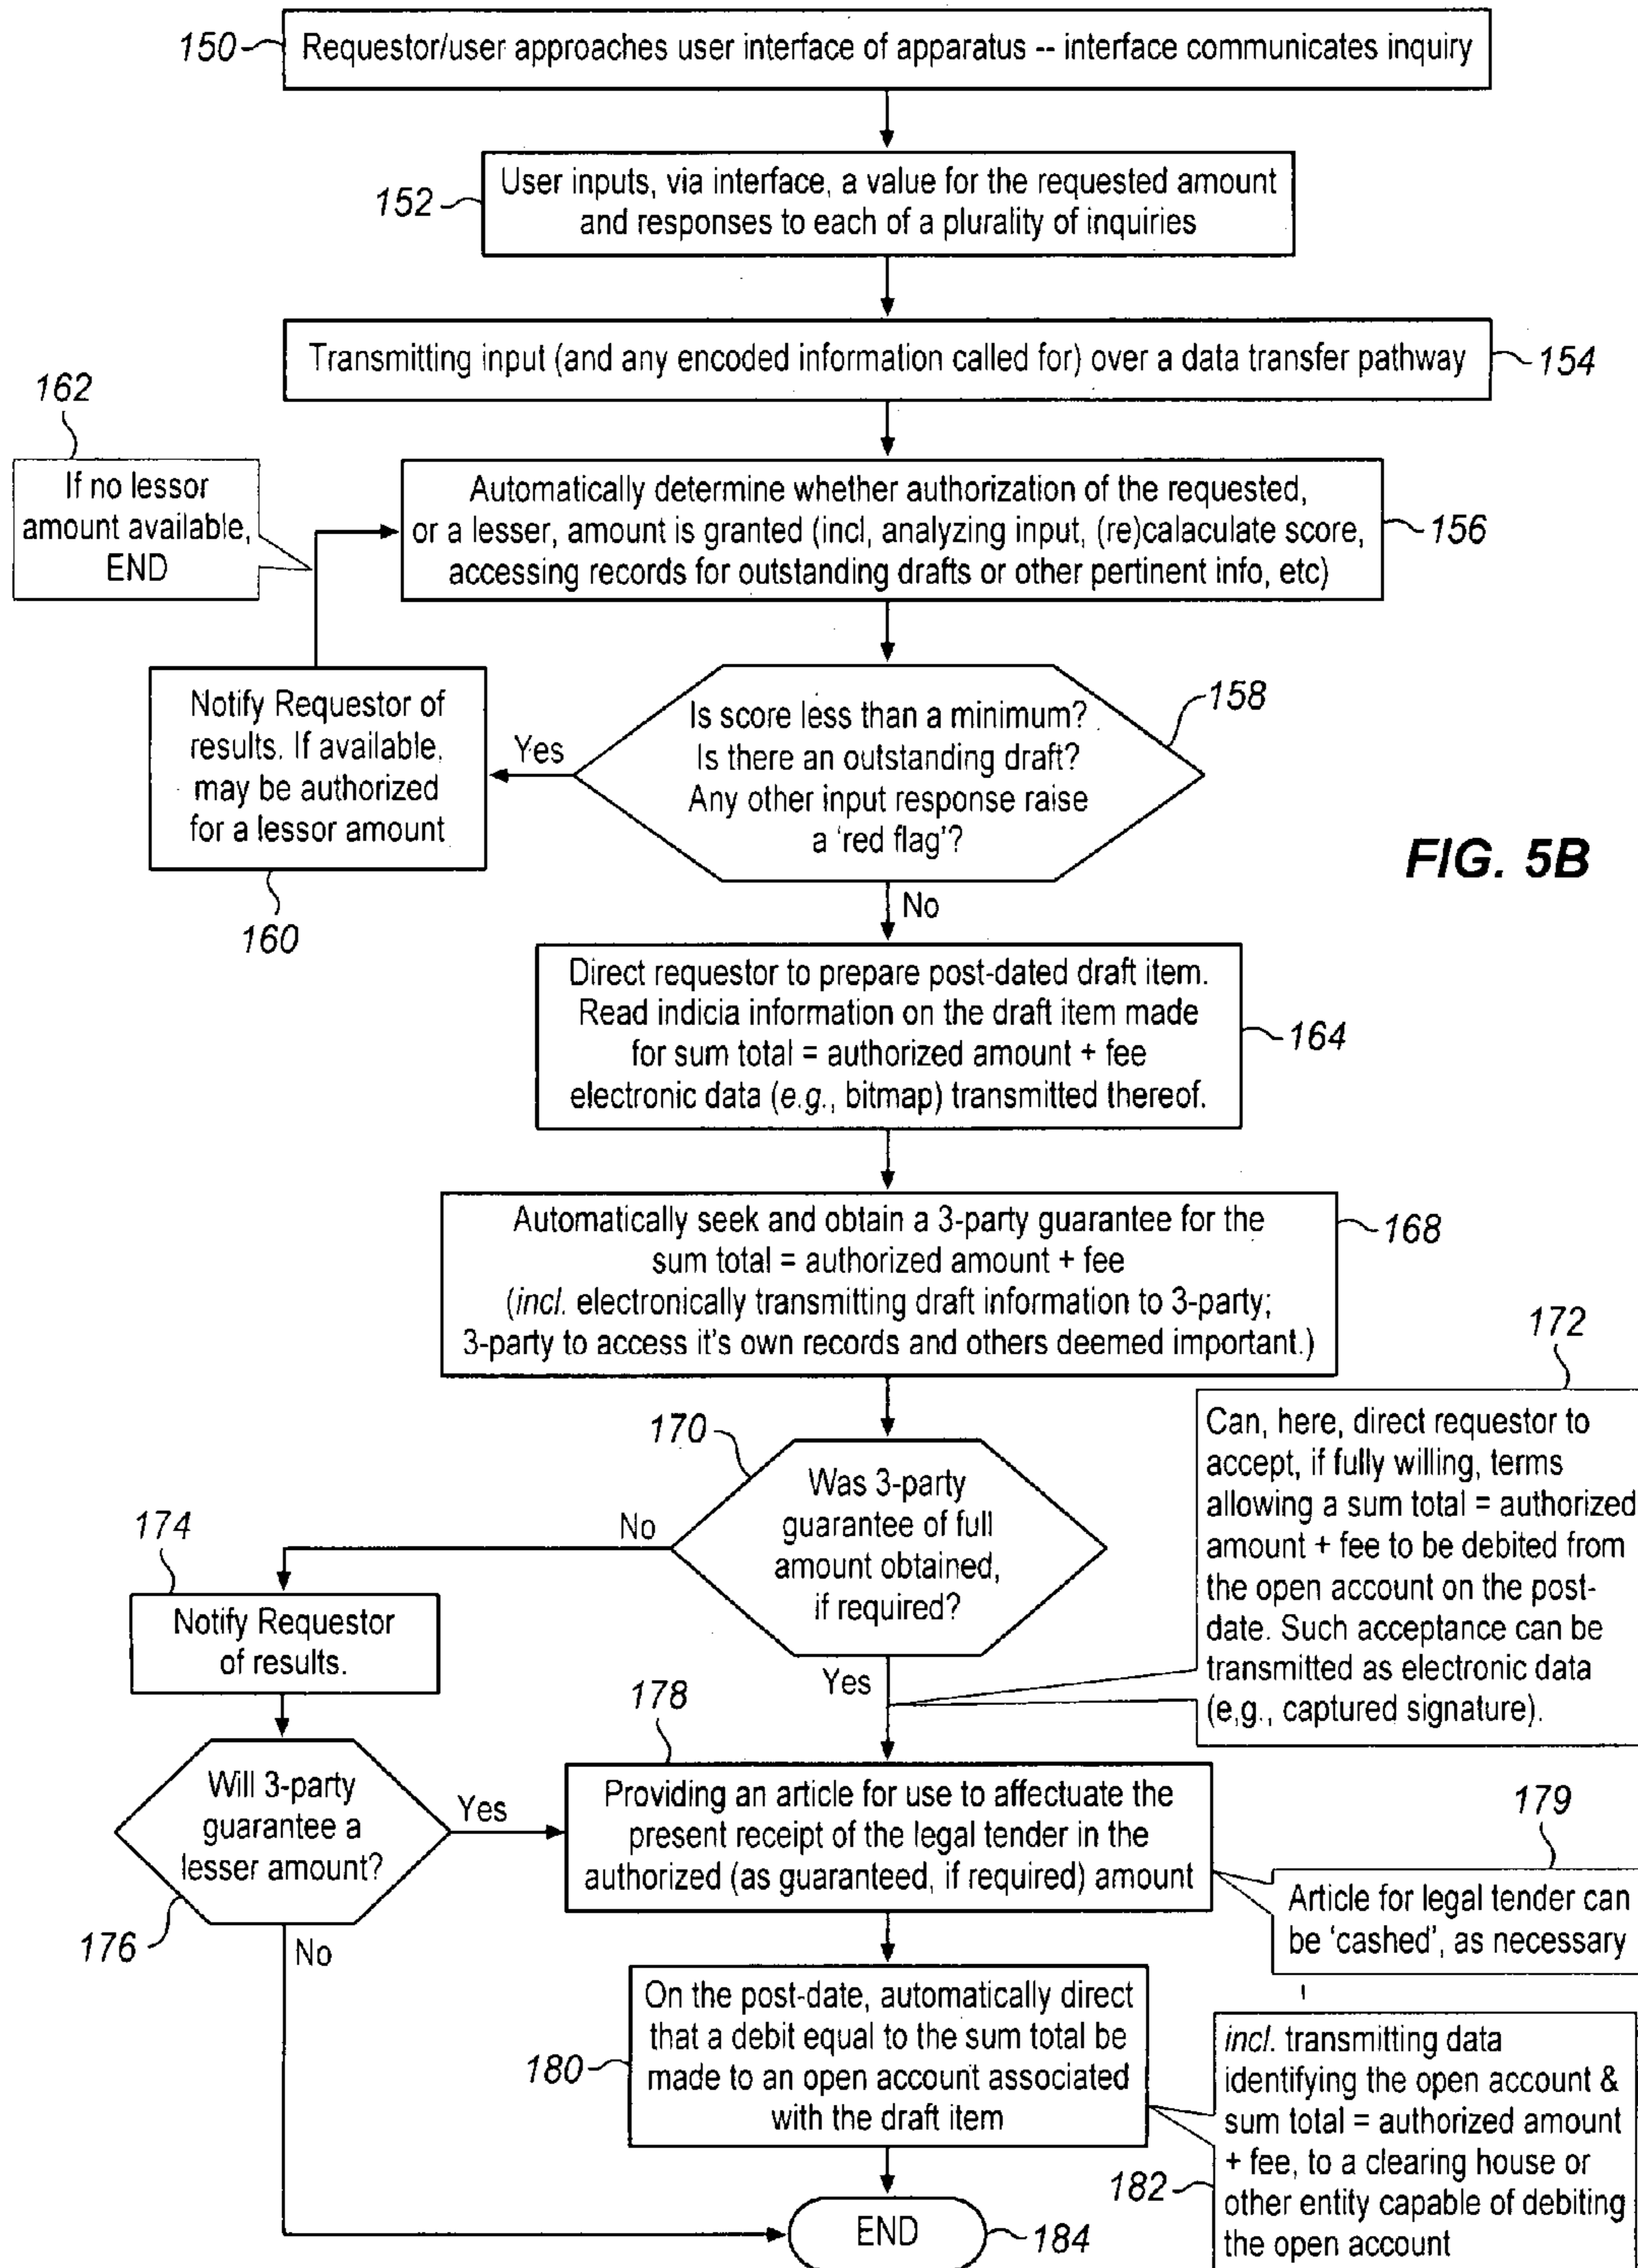 150
Requestor/user approaches user interface of apparatus -- interface communicates inquiry
152
User inputs, via interface, a value for the requested amount
and responses to each of a plurality of inquiries
Transmitting input (and any encoded information called for) over a data transfer pathway
154
162
If no lessor
amount available,
END
Automatically determine whether authorization of the requested,
or a lesser, amount is granted (incl, analyzing input, (re)calaculate score,
accessing records for outstanding drafts or other pertinent info, etc)
156
Notify Requestor of
results. If available,
may be authorized
for a lessor amount
160
Yes
Is score less than a minimum?
Is there an outstanding draft?
Any other input response raise
a ‘red flag’?
158
No
FIG. 5B
Direct requestor to prepare post-dated draft item.
Read indicia information on the draft item made
for sum total = authorized amount + fee
electronic data (e.g., bitmap) transmitted thereof.
164
Automatically seek and obtain a 3-party guarantee for the
sum total = authorized amount + fee
(incl. electronically transmitting draft information to 3-party;
3-party to access it's own records and others deemed important.)
168
170
Was 3-party
guarantee of full
amount obtained,
if required?
No
Yes
172
Can, here, direct requestor to
accept, if fully willing, terms
allowing a sum total = authorized
amount + fee to be debited from
the open account on the post-
date. Such acceptance can be
transmitted as electronic data
(e,g., captured signature).
174
Notify Requestor
of results.
Will 3-party
guarantee a
lesser amount?
176
Yes
No
178
Providing an article for use to affectuate the
present receipt of the legal tender in the
authorized (as guaranteed, if required) amount
179
Article for legal tender can
be ‘cashed’, as necessary
180
On the post-date, automatically direct
that a debit equal to the sum total be
made to an open account associated
with the draft item
182
incl. transmitting data
identifying the open account &
sum total = authorized amount
+ fee, to a clearing house or
other entity capable of debiting
the open account
END
184